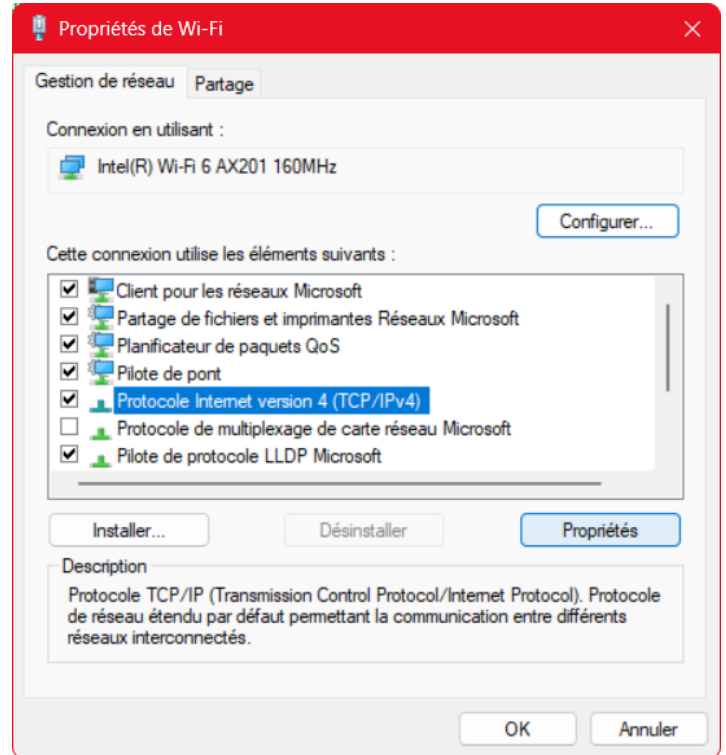 Propriétés de Wi-Fi
Gestion de réseau
Partage
Connexion en utilisant :
Intel(R) Wi-Fi 6 AX201 160MHz
Configurer...
Cette connexion utilise les éléments suivants :
Client pour les réseaux Microsoft
Partage de fichiers et imprimantes Réseaux Microsoft
Planificateur de paquets QoS
Pilote de pont
Protocole Internet version 4 (TCP/IPv4)
Protocole de multiplexage de carte réseau Microsoft
Pilote de protocole LLDP Microsoft
Installer...
Désinstaller
Propriétés
Description
Protocole TCP/IP (Transmission Control Protocol/Internet Protocol). Protocole
de réseau étendu par défaut permettant la communication entre différents
réseaux interconnectés.
OK
Annuler